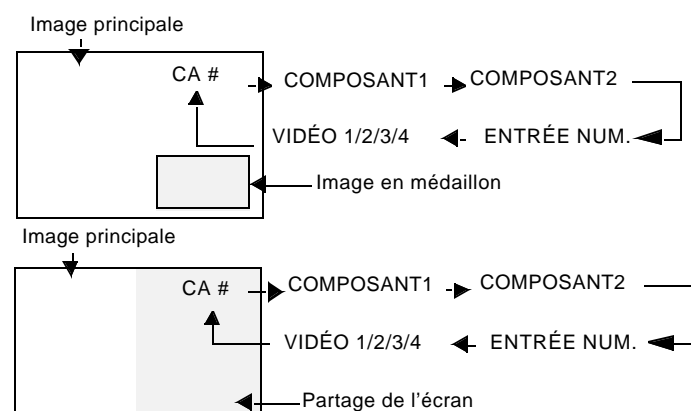 Image principale
CA # COMPOSANT1 COMPOSANT2
VIDÉO 1/2/3/4 ENTRÉE NUM.
Image en médaillon
Image principale
CA # COMPOSANT1 COMPOSANT2
VIDÉO 1/2/3/4 ENTRÉE NUM.
Partage de l'écran